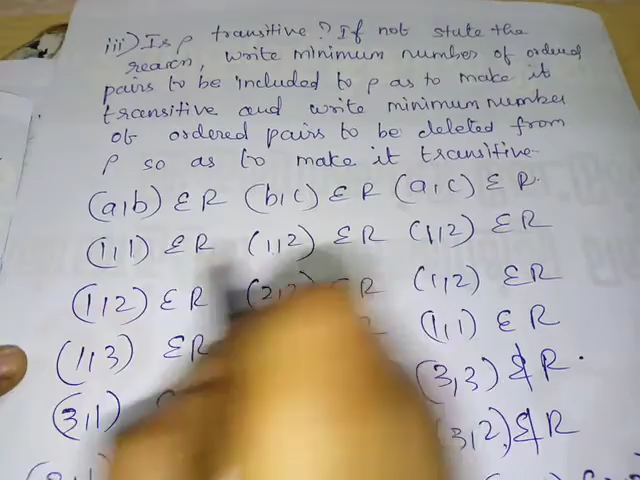 iii) Is ρ transitive? If not state the
reason, write minimum number of ordered
pairs to be included to ρ as to make it
transitive and write minimum number
of ordered pairs to be deleted from
ρ so as to make it transitive.
(a,b) ∈ R (b,c) ∈ R (a,c) ∈ R.
(1,1) ∈ R (1,2) ∈ R (1,2) ∈ R
(1,2) ∈ R R (1,2) ∈ R
(1,3) ∈ R (1,1) ∈ R
(3,1) (3,3) ∉ R.
(3,2) ∉ R